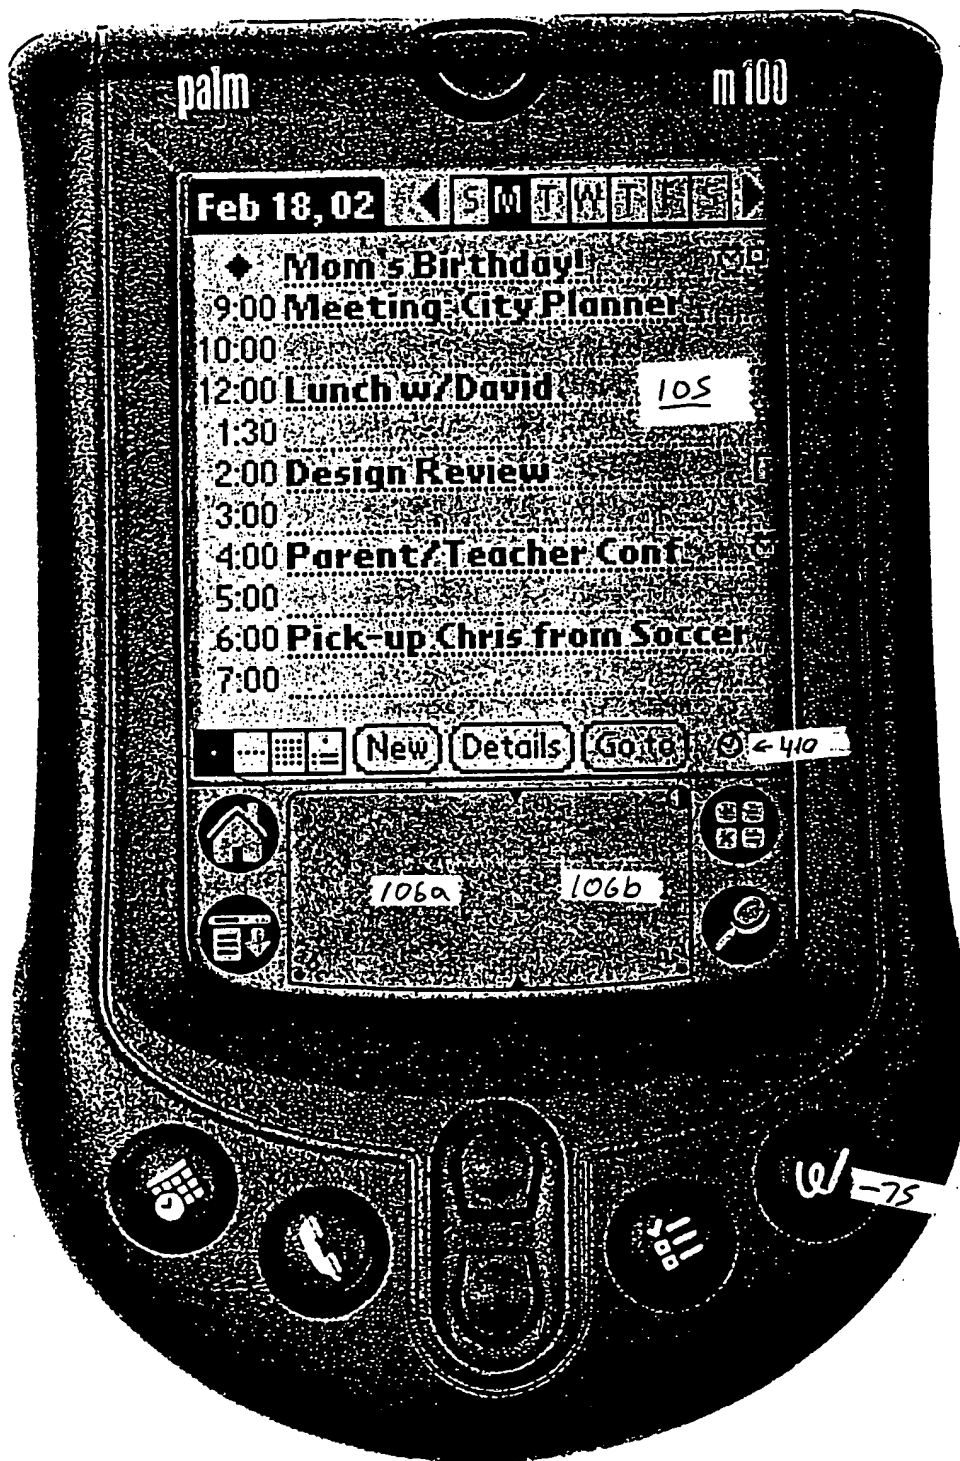 palm m100
Feb 18, 02 S M T W T F S
Mom's Birthday!
9:00 Meeting: City Planner
10:00
12:00 Lunch w/David 105
1:30
2:00 Design Review
3:00
4:00 Parent/Teacher Conf
5:00
6:00 Pick-up Chris from Soccer
7:00
New Details Go to ←410
106a 106b
-75